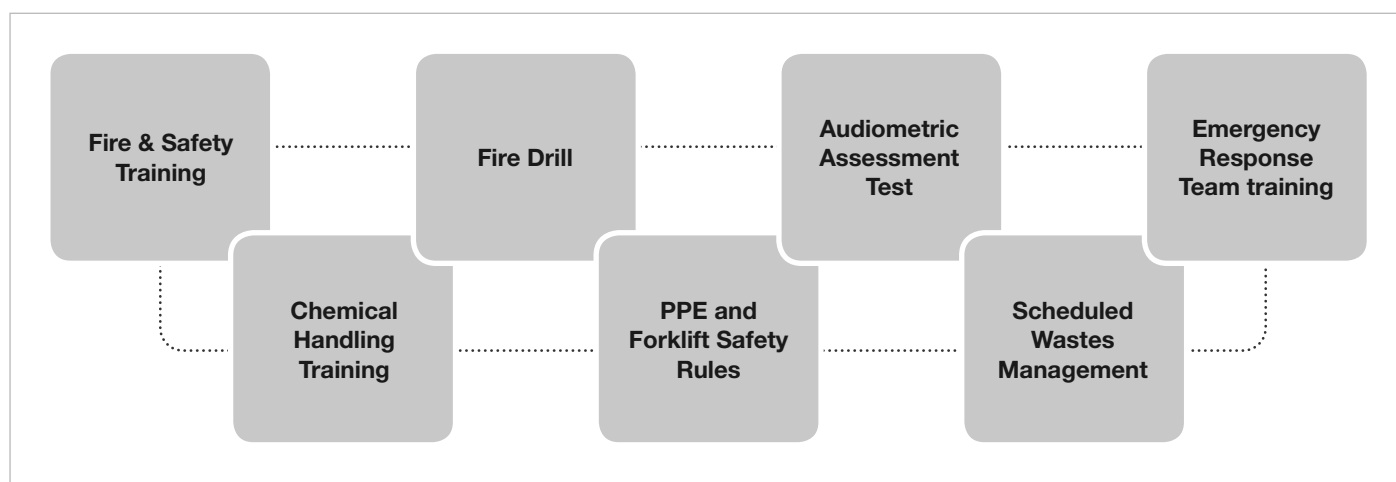 Fire & Safety
Training
Fire Drill
Audiometric
Assessment
Test
Emergency
Response
Team training
Chemical
Handling
Training
PPE and
Forklift Safety
Rules
Scheduled
Wastes
Management